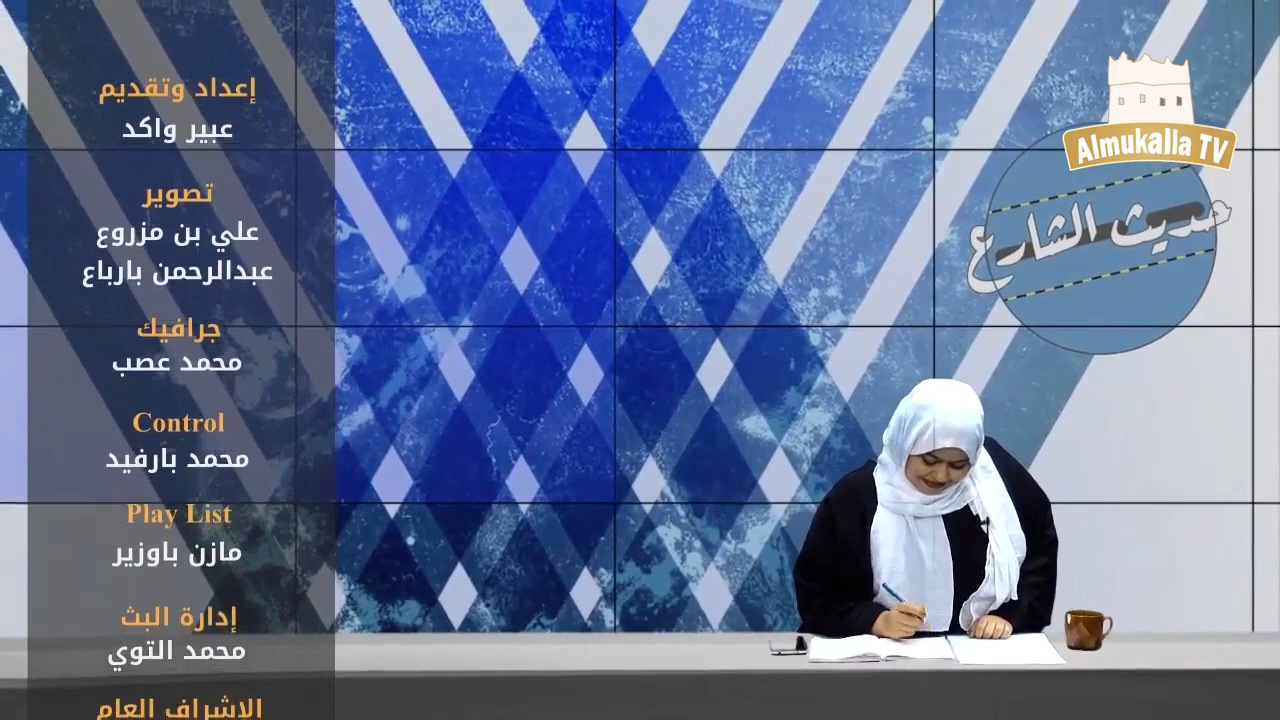 إعداد وتقديم
عبير واكد
تصوير
علي بن مزروع
عبدالرحمن بارباع
جرافيك
محمد عصب
Control
محمد بارفيد
Play List
مازن باوزير
إدارة البث
محمد التوي
الإشراف العام
Almukalla TV
حديث الشارع